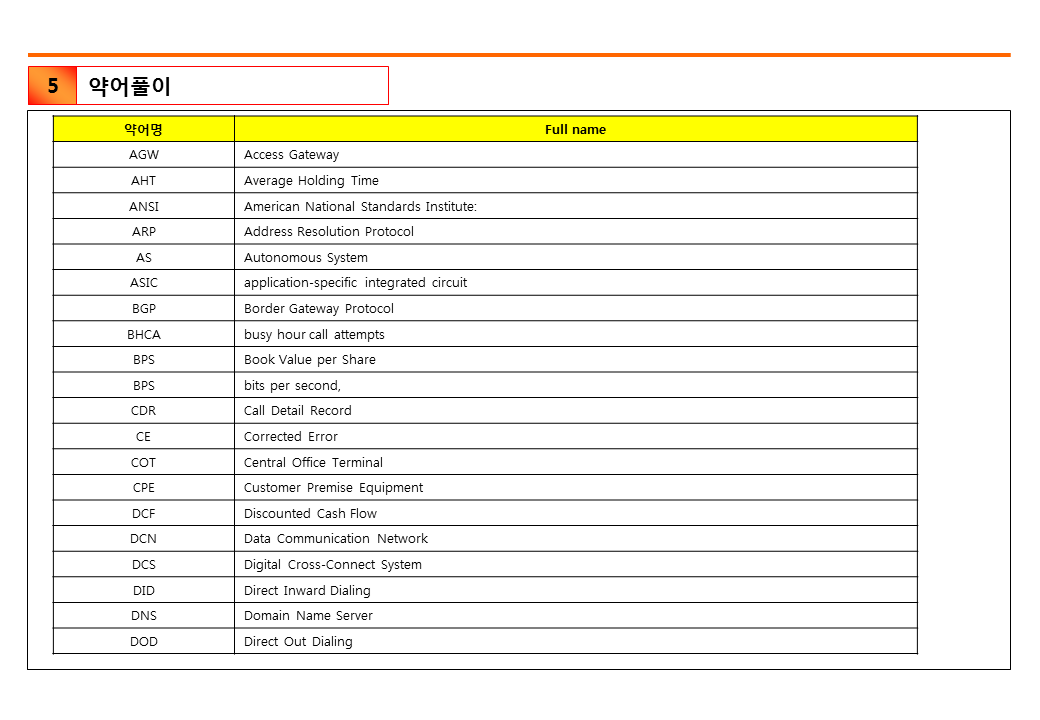 5 약어풀이
약어명 Full name
AGW Access Gateway
AHT Average Holding Time
ANSI American National Standards Institute:
ARP Address Resolution Protocol
AS Autonomous System
ASIC application-specific integrated circuit
BGP Border Gateway Protocol
BHCA busy hour call attempts
BPS Book Value per Share
BPS bits per second,
CDR Call Detail Record
CE Corrected Error
COT Central Office Terminal
CPE Customer Premise Equipment
DCF Discounted Cash Flow
DCN Data Communication Network
DCS Digital Cross-Connect System
DID Direct Inward Dialing
DNS Domain Name Server
DOD Direct Out Dialing